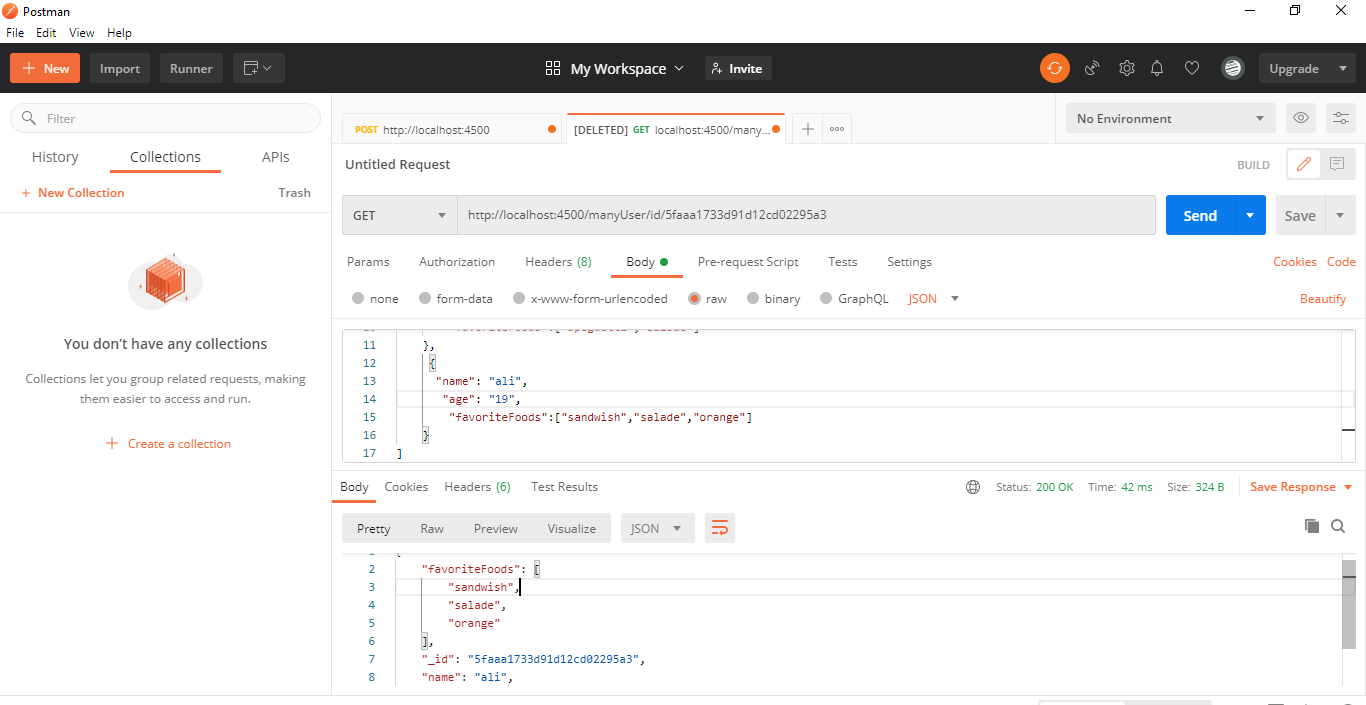 Postman
File Edit View Help
New Import Runner My Workspace Invite Upgrade
Filter
History Collections APIs
New Collection Trash
You don't have any collections
Collections let you group related requests, making
them easier to access and run.
Create a collection
POST http://localhost:4500 [DELETED] GET localhost:4500/many... No Environment
Untitled Request BUILD
GET http://localhost:4500/manyUser/id/5faaa1733d91d12cd02295a3 Send Save
Params Authorization Headers (8) Body Pre-request Script Tests Settings Cookies Code
none form-data x-www-form-urlencoded raw binary GraphQL JSON Beautify
11 },
12 {
13 "name": "ali",
14 "age": "19",
15 "favoriteFoods":["sandwish","salade","orange"]
16 }
17 ]
Body Cookies Headers (6) Test Results Status: 200 OK Time: 42 ms Size: 324 B Save Response
Pretty Raw Preview Visualize JSON
2 "favoriteFoods": [
3 "sandwish",
4 "salade",
5 "orange"
6 ],
7 "_id": "5faaa1733d91d12cd02295a3",
8 "name": "ali",